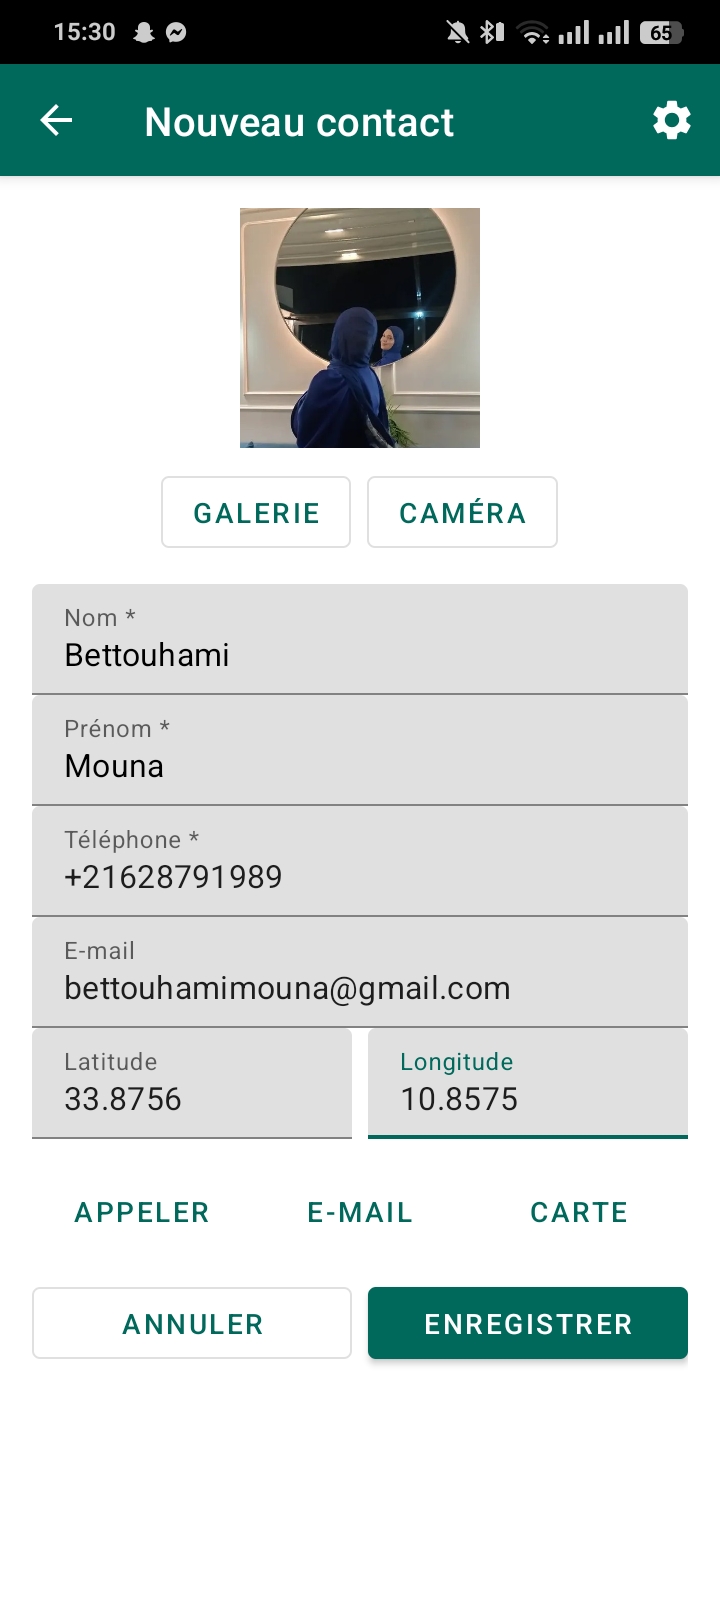 15:30 65
Nouveau contact
GALERIE CAMÉRA
Nom *
Bettouhami
Prénom *
Mouna
Téléphone *
+21628791989
E-mail
bettouhamimouna@gmail.com
Latitude Longitude
33.8756 10.8575
APPELER E-MAIL CARTE
ANNULER ENREGISTRER